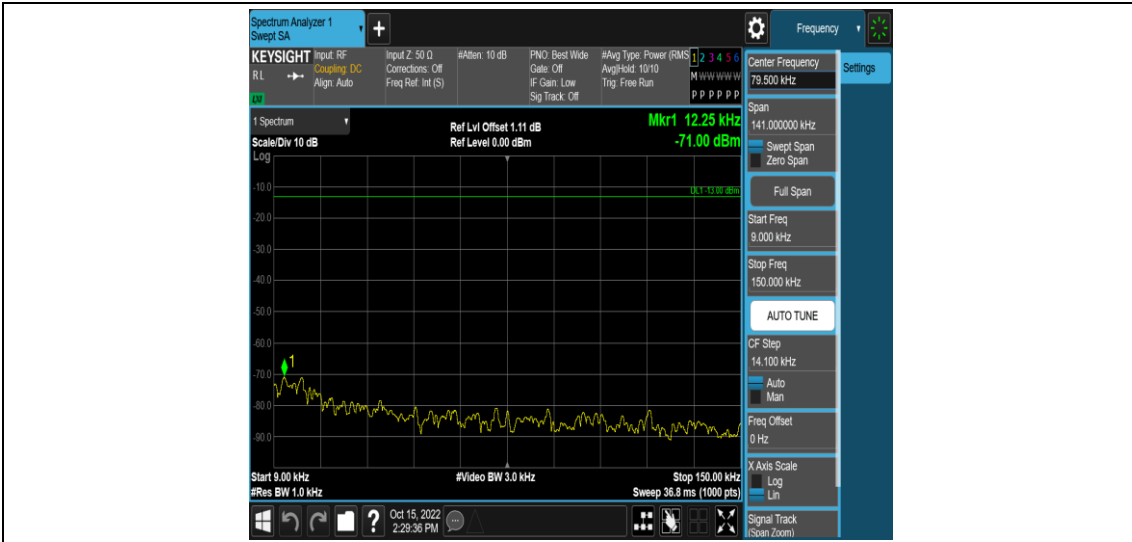 Spectrum Analyzer 1
Swept SA
+
Frequency
KEYSIGHT
R L
LXI
Input: RF
Coupling: DC
Align: Auto
Input Z: 50 Ω
Corrections: Off
Freq Ref: Int (S)
#Atten: 10 dB
PNO: Best Wide
Gate: Off
IF Gain: Low
Sig Track: Off
#Avg Type: Power (RMS
Avg|Hold: 10/10
Trig: Free Run
1 2 3 4 5 6
M W W W W W
P P P P P P
1 Spectrum
Scale/Div 10 dB
Log
Ref Lvl Offset 1.11 dB
Ref Level 0.00 dBm
Mkr1 12.25 kHz
-71.00 dBm
DL1 -13.00 dBm
-10.0
-20.0
-30.0
-40.0
-50.0
-60.0
1
-70.0
-80.0
-90.0
Start 9.00 kHz
#Video BW 3.0 kHz
Stop 150.00 kHz
#Res BW 1.0 kHz
Sweep 36.8 ms (1000 pts)
?
Oct 15, 2022
2:29:36 PM
Center Frequency
79.500 kHz
Settings
Span
141.000000 kHz
Swept Span
Zero Span
Full Span
Start Freq
9.000 kHz
Stop Freq
150.000 kHz
AUTO TUNE
CF Step
14.100 kHz
Auto
Man
Freq Offset
0 Hz
X Axis Scale
Log
Lin
Signal Track
(Span Zoom)